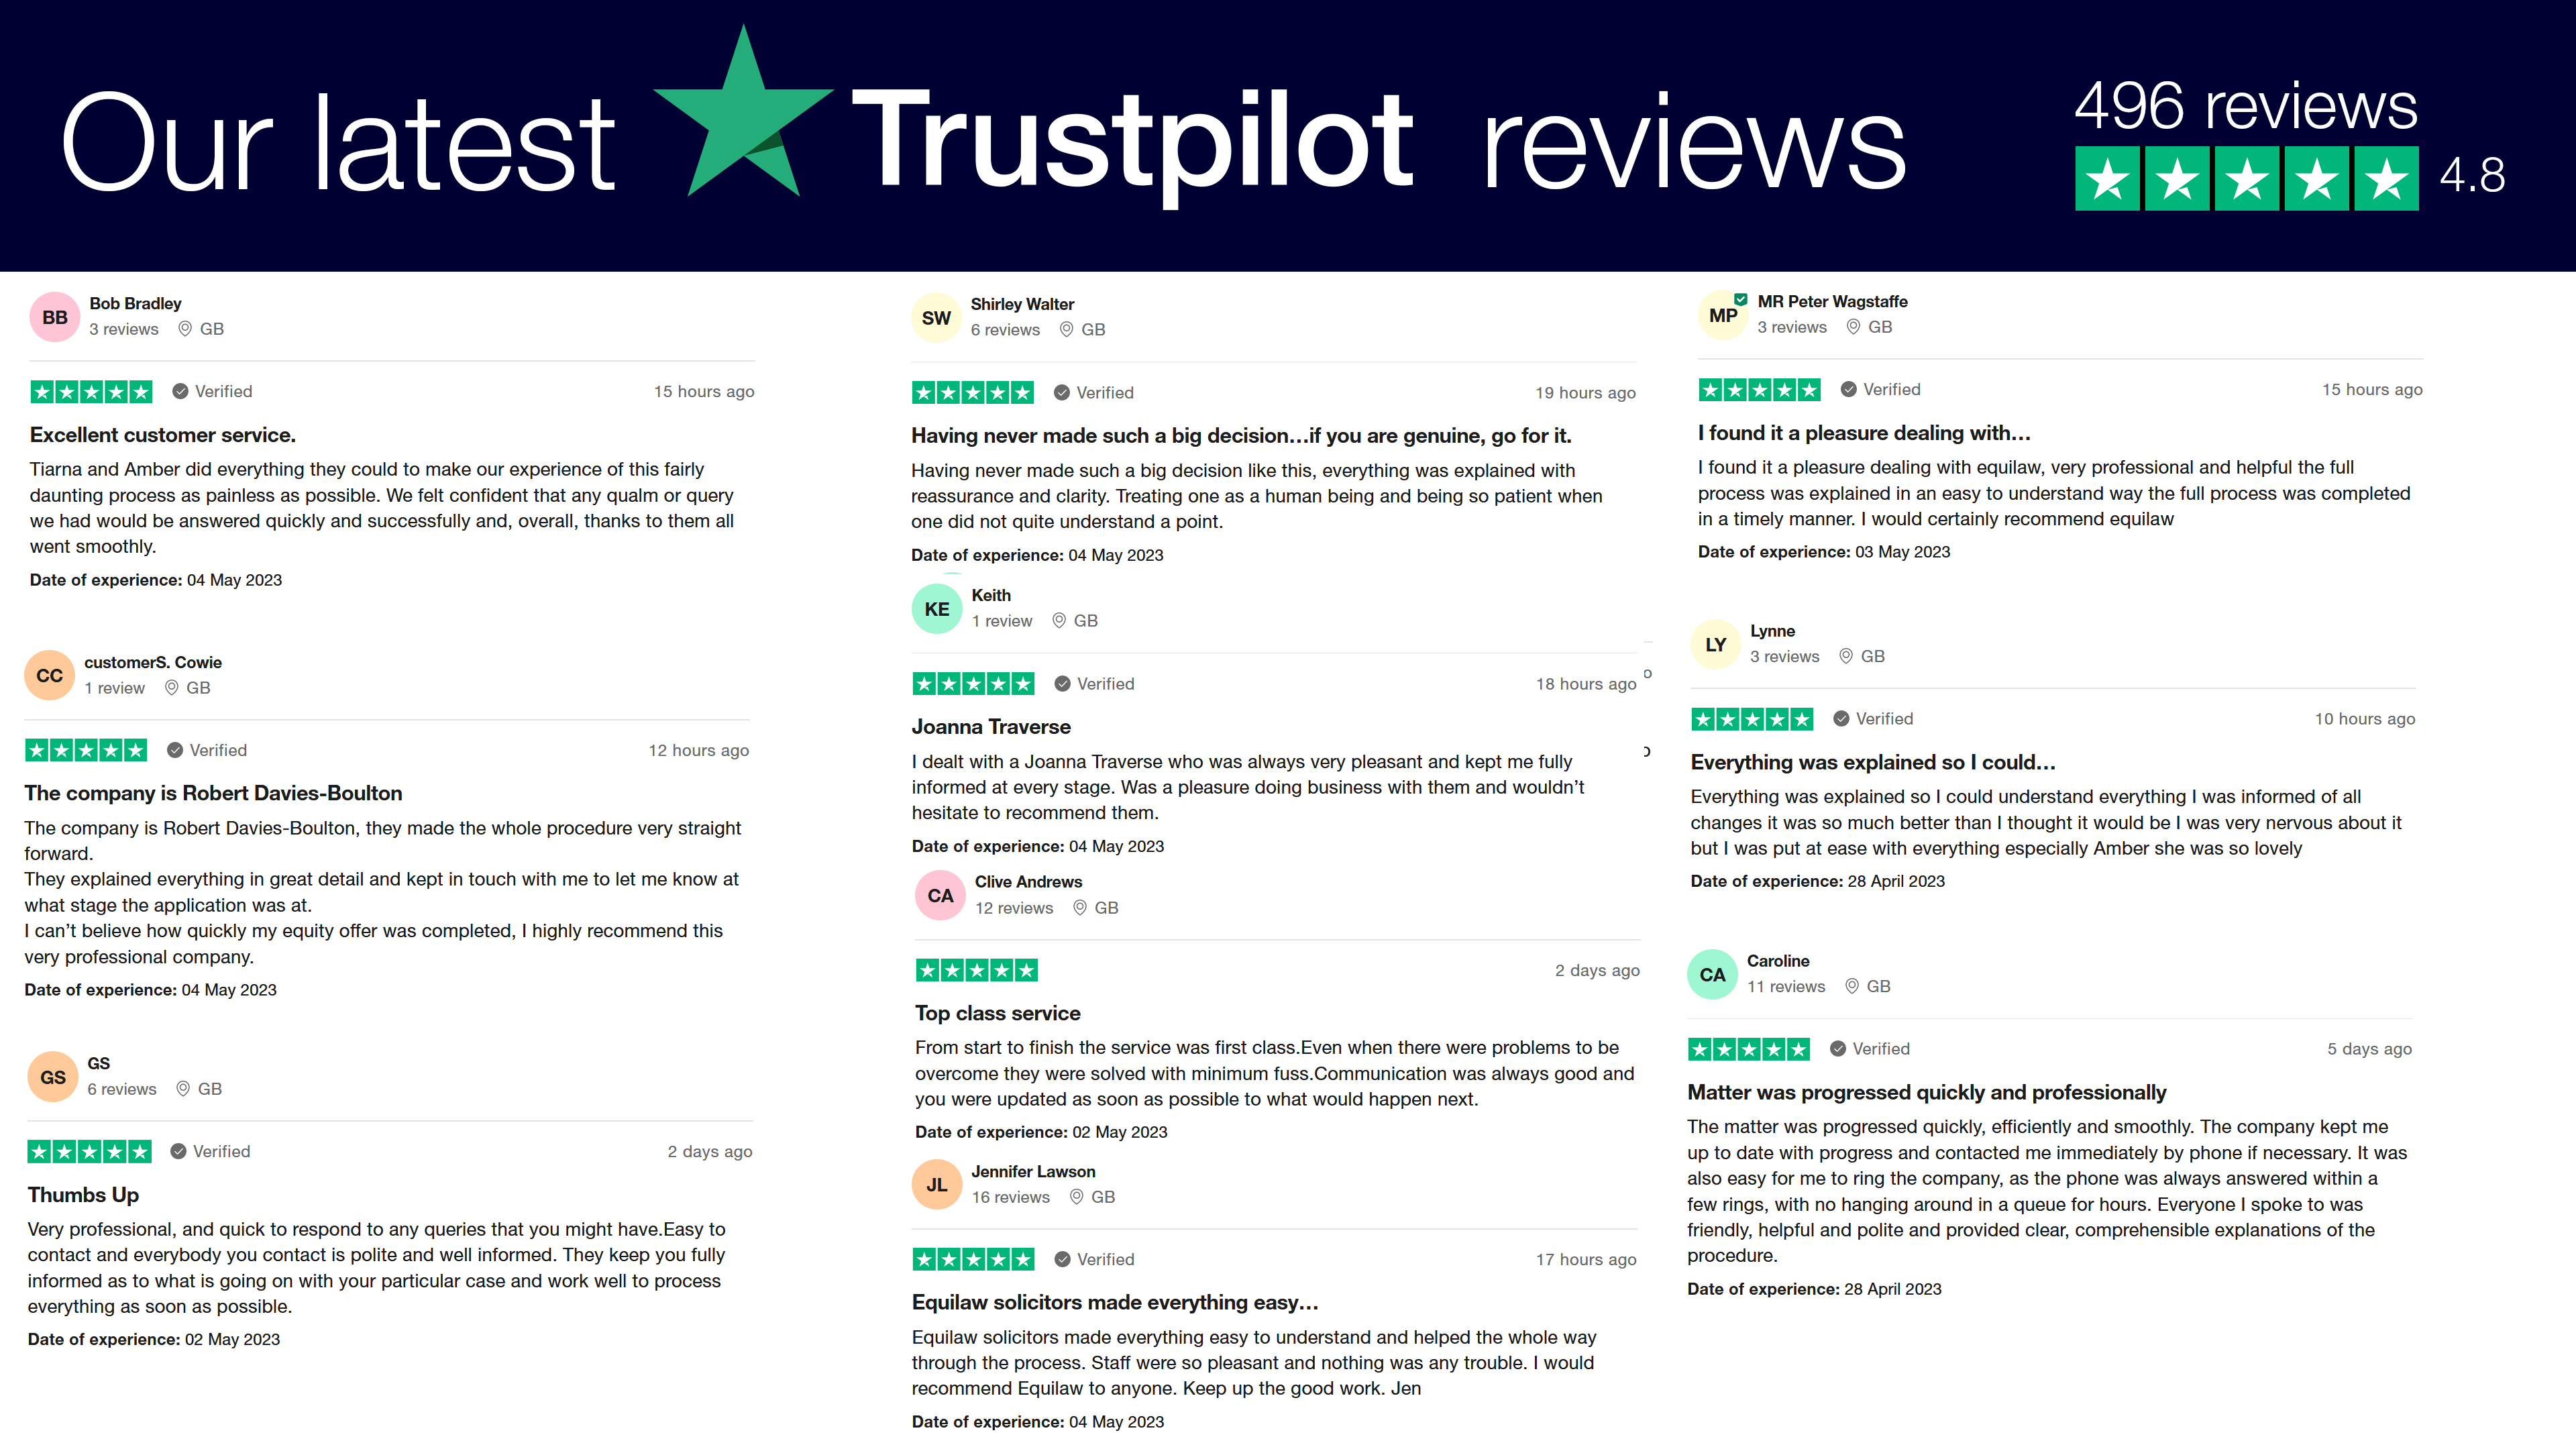 Our latest Trustpilot reviews
496 reviews
4.8
BB
Bob Bradley
3 reviews GB
Verified 15 hours ago
Excellent customer service.
Tiarna and Amber did everything they could to make our experience of this fairly
daunting process as painless as possible. We felt confident that any qualm or query
we had would be answered quickly and successfully and, overall, thanks to them all
went smoothly.
Date of experience: 04 May 2023
CC
customerS. Cowie
1 review GB
Verified 12 hours ago
The company is Robert Davies-Boulton
The company is Robert Davies-Boulton, they made the whole procedure very straight
forward.
They explained everything in great detail and kept in touch with me to let me know at
what stage the application was at.
I can’t believe how quickly my equity offer was completed, I highly recommend this
very professional company.
Date of experience: 04 May 2023
GS
GS
6 reviews GB
Verified 2 days ago
Thumbs Up
Very professional, and quick to respond to any queries that you might have.Easy to
contact and everybody you contact is polite and well informed. They keep you fully
informed as to what is going on with your particular case and work well to process
everything as soon as possible.
Date of experience: 02 May 2023
SW
Shirley Walter
6 reviews GB
Verified 19 hours ago
Having never made such a big decision…if you are genuine, go for it.
Having never made such a big decision like this, everything was explained with
reassurance and clarity. Treating one as a human being and being so patient when
one did not quite understand a point.
Date of experience: 04 May 2023
KE
Keith
1 review GB
Verified 18 hours ago
Joanna Traverse
I dealt with a Joanna Traverse who was always very pleasant and kept me fully
informed at every stage. Was a pleasure doing business with them and wouldn’t
hesitate to recommend them.
Date of experience: 04 May 2023
CA
Clive Andrews
12 reviews GB
2 days ago
Top class service
From start to finish the service was first class.Even when there were problems to be
overcome they were solved with minimum fuss.Communication was always good and
you were updated as soon as possible to what would happen next.
Date of experience: 02 May 2023
JL
Jennifer Lawson
16 reviews GB
Verified 17 hours ago
Equilaw solicitors made everything easy…
Equilaw solicitors made everything easy to understand and helped the whole way
through the process. Staff were so pleasant and nothing was any trouble. I would
recommend Equilaw to anyone. Keep up the good work. Jen
Date of experience: 04 May 2023
MP
MR Peter Wagstaffe
3 reviews GB
Verified 15 hours ago
I found it a pleasure dealing with…
I found it a pleasure dealing with equilaw, very professional and helpful the full
process was explained in an easy to understand way the full process was completed
in a timely manner. I would certainly recommend equilaw
Date of experience: 03 May 2023
LY
Lynne
3 reviews GB
Verified 10 hours ago
Everything was explained so I could…
Everything was explained so I could understand everything I was informed of all
changes it was so much better than I thought it would be I was very nervous about it
but I was put at ease with everything especially Amber she was so lovely
Date of experience: 28 April 2023
CA
Caroline
11 reviews GB
Verified 5 days ago
Matter was progressed quickly and professionally
The matter was progressed quickly, efficiently and smoothly. The company kept me
up to date with progress and contacted me immediately by phone if necessary. It was
also easy for me to ring the company, as the phone was always answered within a
few rings, with no hanging around in a queue for hours. Everyone I spoke to was
friendly, helpful and polite and provided clear, comprehensible explanations of the
procedure.
Date of experience: 28 April 2023